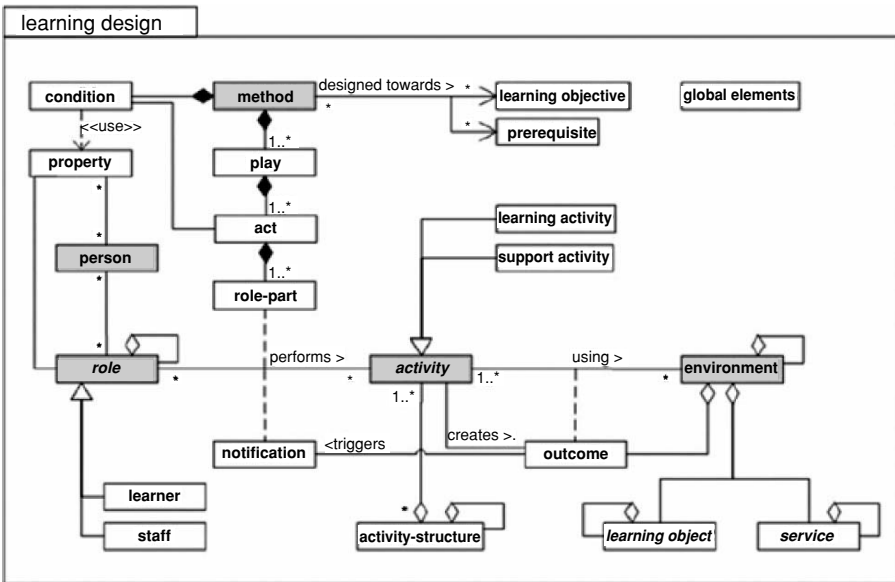 learning design
condition
method
designed towards >
*
*
learning objective
global elements
<<use>>
*
prerequisite
1..*
property
play
*
1..*
act
learning activity
*
person
support activity
*
1..*
role-part
*
performs >
using >
role
activity
environment
*
*
1..*
*
1..*
creates >.
notification
<triggers
outcome
learner
*
staff
activity-structure
learning object
service